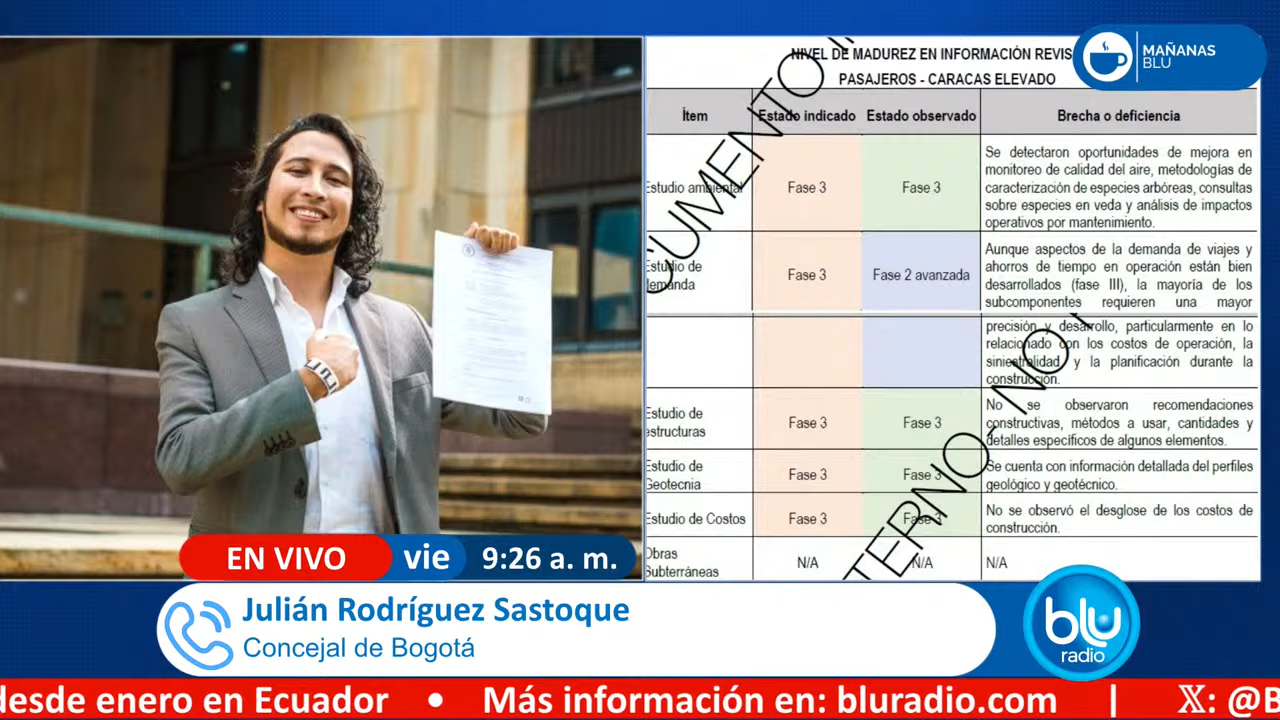 NIVEL DE MADUREZ EN INFORMACIÓN REVIS
PASAJEROS - CARACAS ELEVADO
MAÑANAS
BLU
Ítem Estado indicado Estado observado Brecha o deficiencia
Estudio ambiental Fase 3 Fase 3
Se detectaron oportunidades de mejora en
monitoreo de calidad del aire, metodologías de
caracterización de especies arbóreas, consultas
sobre especies en veda y análisis de impactos
operativos por mantenimiento.
Estudio de
demanda
Fase 3 Fase 2 avanzada
Aunque aspectos de la demanda de viajes y
ahorros de tiempo en operación están bien
desarrollados (fase III), la mayoría de los
subcomponentes requieren una mayor
precisión y desarrollo, particularmente en lo
relacionado con los costos de operación, la
siniestralidad y la planificación durante la
construcción.
Estudio de
estructuras
Fase 3 Fase 3
No se observaron recomendaciones
constructivas, métodos a usar, cantidades y
detalles específicos de algunos elementos.
Estudio de
Geotecnia
Fase 3 Fase 3
Se cuenta con información detallada del perfiles
geológico y geotécnico.
Estudio de Costos Fase 3 Fase 3
No se observó el desglose de los costos de
construcción.
Obras
Subterráneas
N/A N/A N/A
CUMENTO I
TERNO. NO
EN VIVO vie 9:26 a. m.
Julián Rodríguez Sastoque
Concejal de Bogotá
blu
radio
desde enero en Ecuador • Más información en: bluradio.com | X: @B